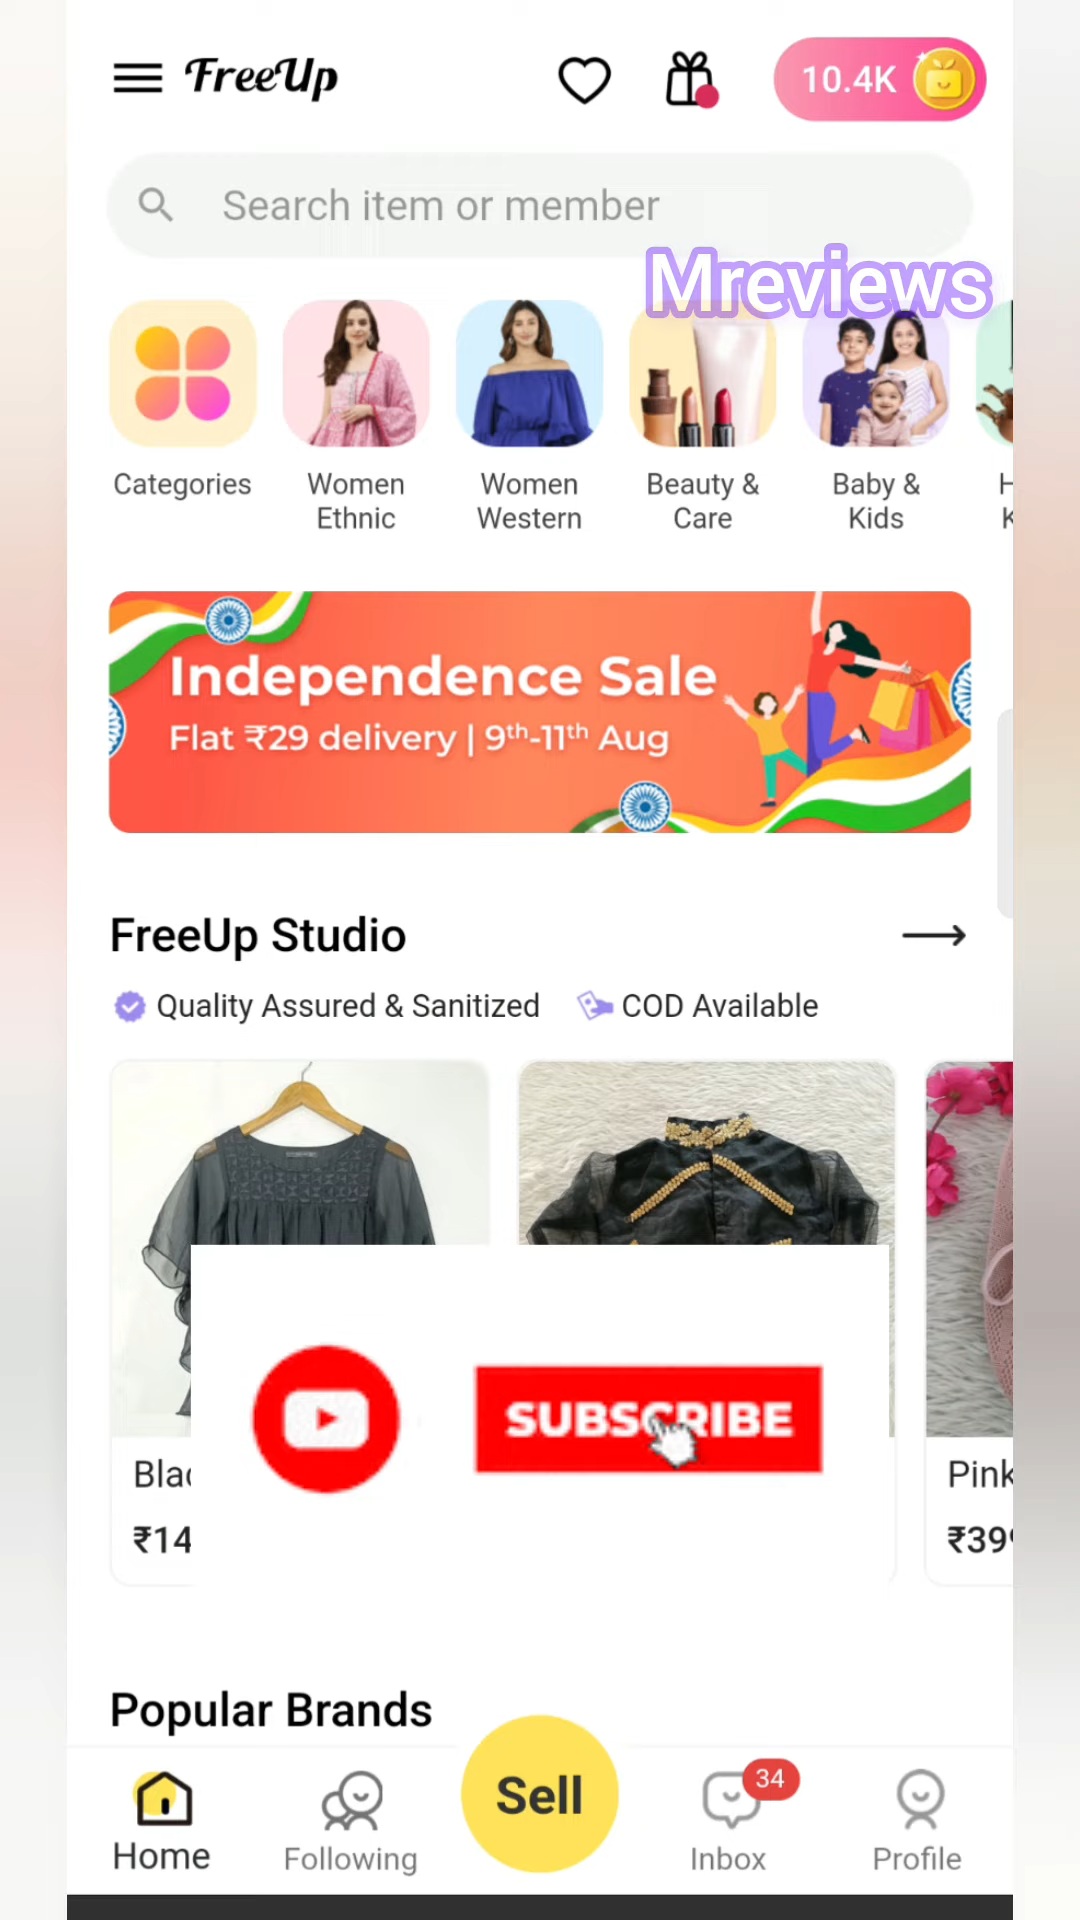 FreeUp
10.4K
Search item or member
Mreviews
Categories
Women
Ethnic
Women
Western
Beauty &
Care
Baby &
Kids
Independence Sale
Flat ₹29 delivery | 9th-11th Aug
FreeUp Studio
Quality Assured & Sanitized
COD Available
SUBSCRIBE
Pink
Popular Brands
Sell
34
Home
Following
Inbox
Profile